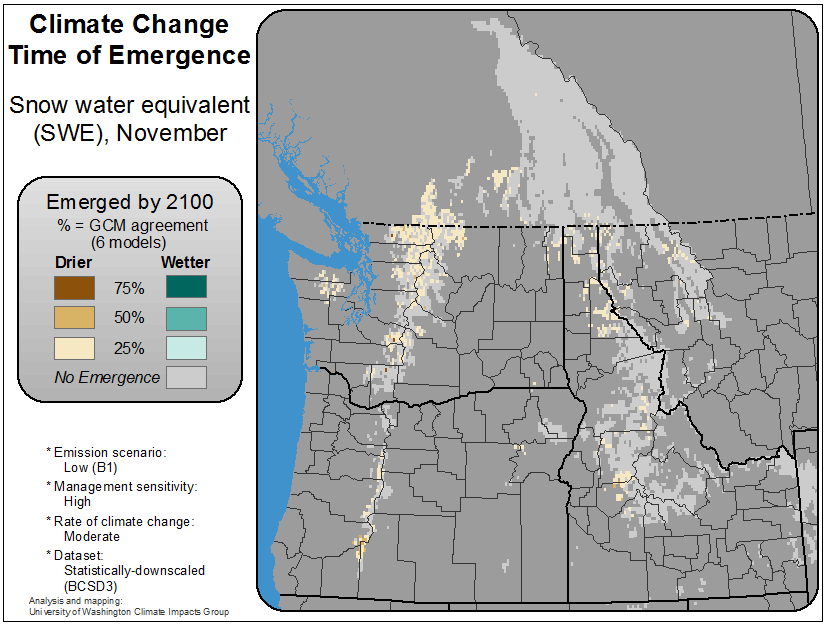 Climate Change
Time of Emergence
Snow water equivalent
(SWE), November
Emerged by 2100
% = GCM agreement
(6 models)
Drier Wetter
75%
50%
25%
No Emergence
* Emission scenario:
Low (B1)
* Management sensitivity:
High
* Rate of climate change:
Moderate
* Dataset:
Statistically-downscaled
(BCSD3)
Analysis and mapping:
University of Washington Climate Impacts Group